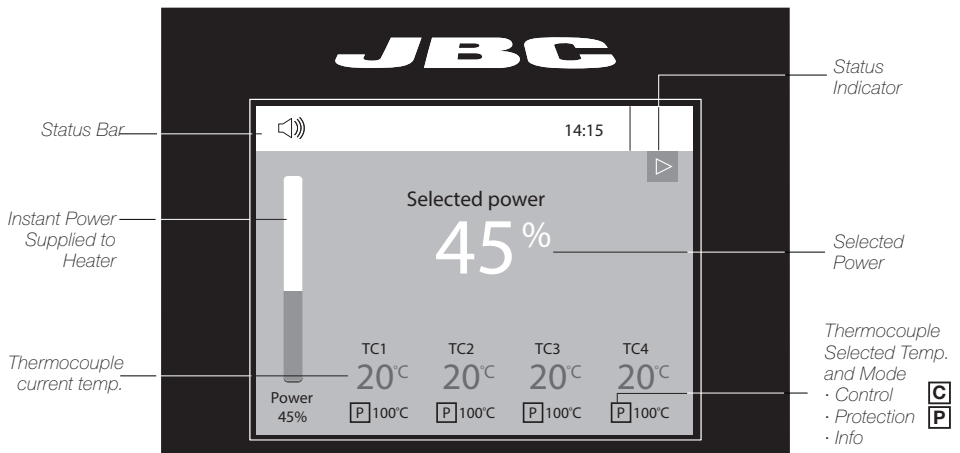 JBC
Status
Indicator
Status Bar
14:15
Instant Power
Supplied to
Heater
Selected power
45%
Selected
Power
Thermocouple
current temp.
TC1 TC2 TC3 TC4
20°C 20°C 20°C 20°C
P 100°C P 100°C P 100°C P 100°C
Power
45%
Thermocouple
Selected Temp.
and Mode
· Control C
· Protection P
· Info